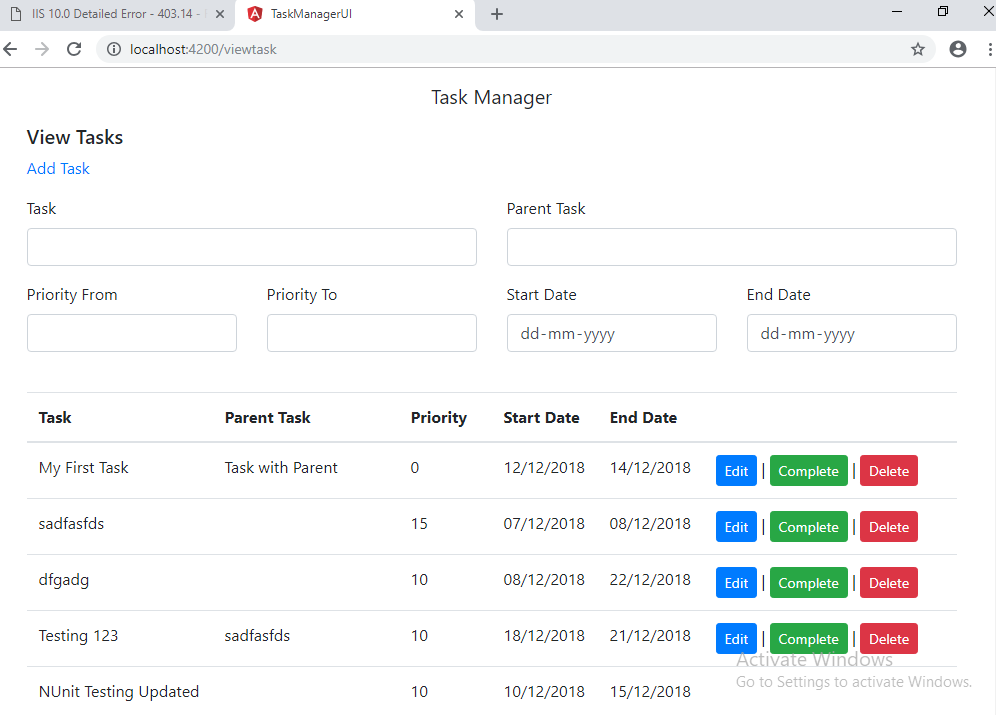 IIS 10.0 Detailed Error - 403.14 -
TaskManagerUI
localhost:4200/viewtask
Task Manager
View Tasks
Add Task
Task Parent Task
Priority From Priority To Start Date End Date
dd-mm-yyyy dd-mm-yyyy
Task Parent Task Priority Start Date End Date
My First Task Task with Parent 0 12/12/2018 14/12/2018 Edit | Complete | Delete
sadfasfds 15 07/12/2018 08/12/2018 Edit | Complete | Delete
dfgadg 10 08/12/2018 22/12/2018 Edit | Complete | Delete
Testing 123 sadfasfds 10 18/12/2018 21/12/2018 Edit | Complete | Delete
Activate Windows
Go to Settings to activate Windows.
NUnit Testing Updated 10 10/12/2018 15/12/2018